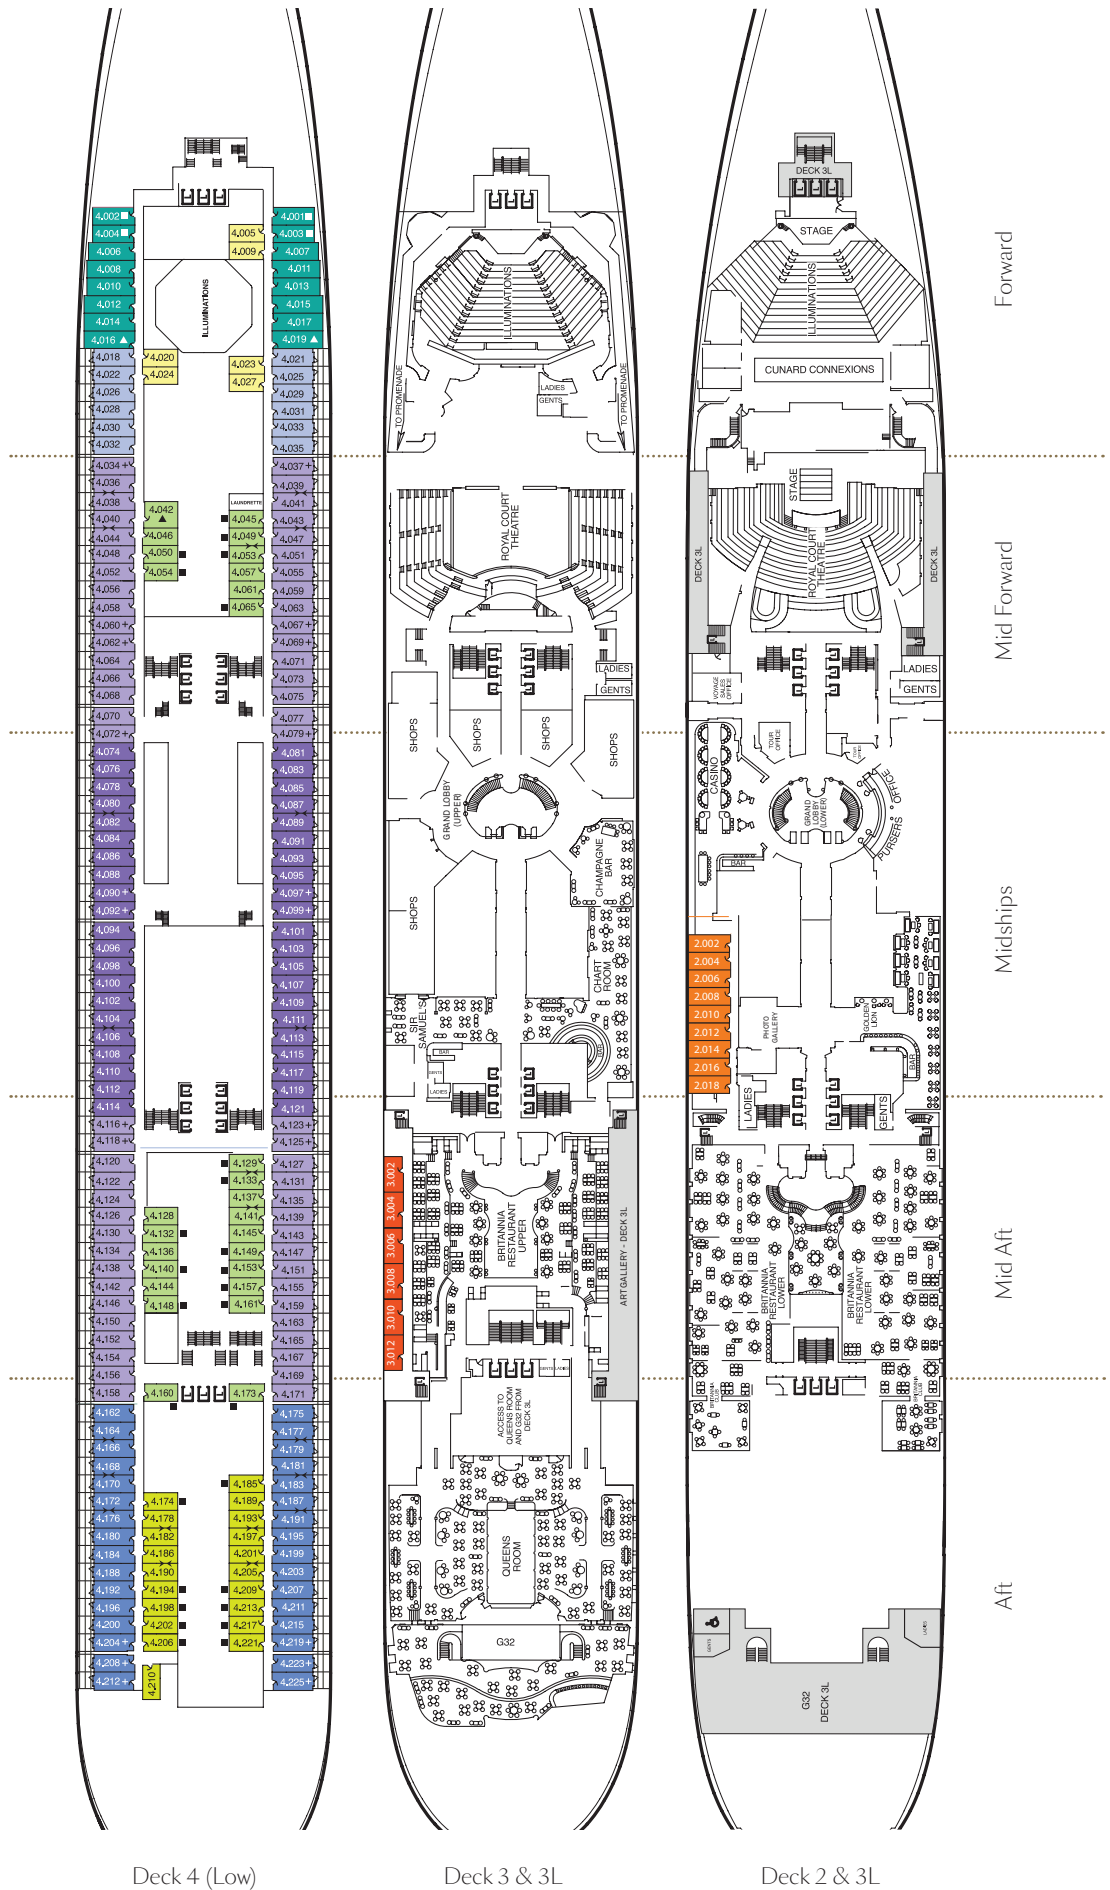 4.002
4.004
4.006
4.008
4.010
4.012
4.014
4.016
4.018
4.022
4.026
4.028
4.030
4.032
4.034+
4.036
4.038
4.040
4.044
4.048
4.052
4.056
4.058
4.060+
4.062+
4.064
4.066
4.068
4.070
4.072+
4.074
4.076
4.078
4.080
4.082
4.084
4.086
4.088
4.090+
4.092+
4.094
4.096
4.098
4.100
4.102
4.104
4.106
4.108
4.110
4.112
4.114
4.116+
4.118+
4.120
4.122
4.124
4.126
4.130
4.134
4.138
4.142
4.146
4.150
4.152
4.154
4.156
4.158
4.162
4.164
4.166
4.168
4.170
4.172
4.176
4.180
4.184
4.188
4.192
4.196
4.200
4.204+
4.208+
4.212+
4.020
4.024
4.042
4.046
4.050
4.054
4.128
4.132
4.136
4.140
4.144
4.148
4.160
4.174
4.178
4.182
4.186
4.190
4.194
4.198
4.202
4.206
4.210
ILLUMINATIONS
4.005
4.009
4.023
4.027
LAUNDRETTE
4.045
4.049
4.053
4.057
4.061
4.065
4.129
4.133
4.137
4.141
4.145
4.149
4.153
4.157
4.161
4.173
4.185
4.189
4.193
4.197
4.201
4.205
4.209
4.213
4.217
4.221
4.001
4.003
4.007
4.011
4.013
4.015
4.017
4.019
4.021
4.025
4.029
4.031
4.033
4.035
4.037+
4.039
4.041
4.043
4.047
4.051
4.055
4.059
4.063
4.067+
4.069+
4.071
4.073
4.075
4.077
4.079+
4.081
4.083
4.085
4.087
4.089
4.091
4.093
4.095
4.097+
4.099+
4.101
4.103
4.105
4.107
4.109
4.111
4.113
4.115
4.117
4.119
4.121
4.123+
4.125+
4.127
4.131
4.135
4.139
4.143
4.147
4.151
4.155
4.159
4.163
4.165
4.167
4.169
4.171
4.175
4.177
4.179
4.181
4.183
4.187
4.191
4.195
4.199
4.203
4.207
4.211
4.215
4.219+
4.223+
4.225+
Deck 4 (Low)
ILLUMINATIONS
TO PROMENADE
LADIES
GENTS
TO PROMENADE
ROYAL COURT
THEATRE
LADIES
GENTS
SHOPS
SHOPS
SHOPS
SHOPS
GRAND LOBBY
(UPPER)
CHAMPAGNE
BAR
SHOPS
CHART
ROOM
SIR
SAMUEL'S
BAR
GENTS
LADIES
BAR
3.002
3.004
3.006
3.008
3.010
3.012
BRITANNIA
RESTAURANT
UPPER
ART GALLERY - DECK 3L
GENTS
LADIES
ACCESS TO
QUEENS ROOM
AND G32 FROM
DECK 3L
QUEENS
ROOM
G32
Deck 3 & 3L
DECK 3L
STAGE
ILLUMINATIONS
CUNARD CONNEXIONS
STAGE
ROYAL COURT
THEATRE
DECK 3L
DECK 3L
VOYAGE
SALES
OFFICE
LADIES
GENTS
TOUR
OFFICE
TOUR
OFFICE
CASINO
GRAND
LOBBY
(LOWER)
PURSERS OFFICE
BAR
2.002
2.004
2.006
2.008
2.010
2.012
2.014
2.016
2.018
PHOTO
GALLERY
GOLDEN
LION
BAR
LADIES
GENTS
BRITANNIA
RESTAURANT
LOWER
BRITANNIA
RESTAURANT
LOWER
BRITANNIA
CLUB
BRITANNIA
CLUB
GENTS
LADIES
G32
DECK 3L
Deck 2 & 3L
Forward
Mid Forward
Midships
Mid Aft
Aft